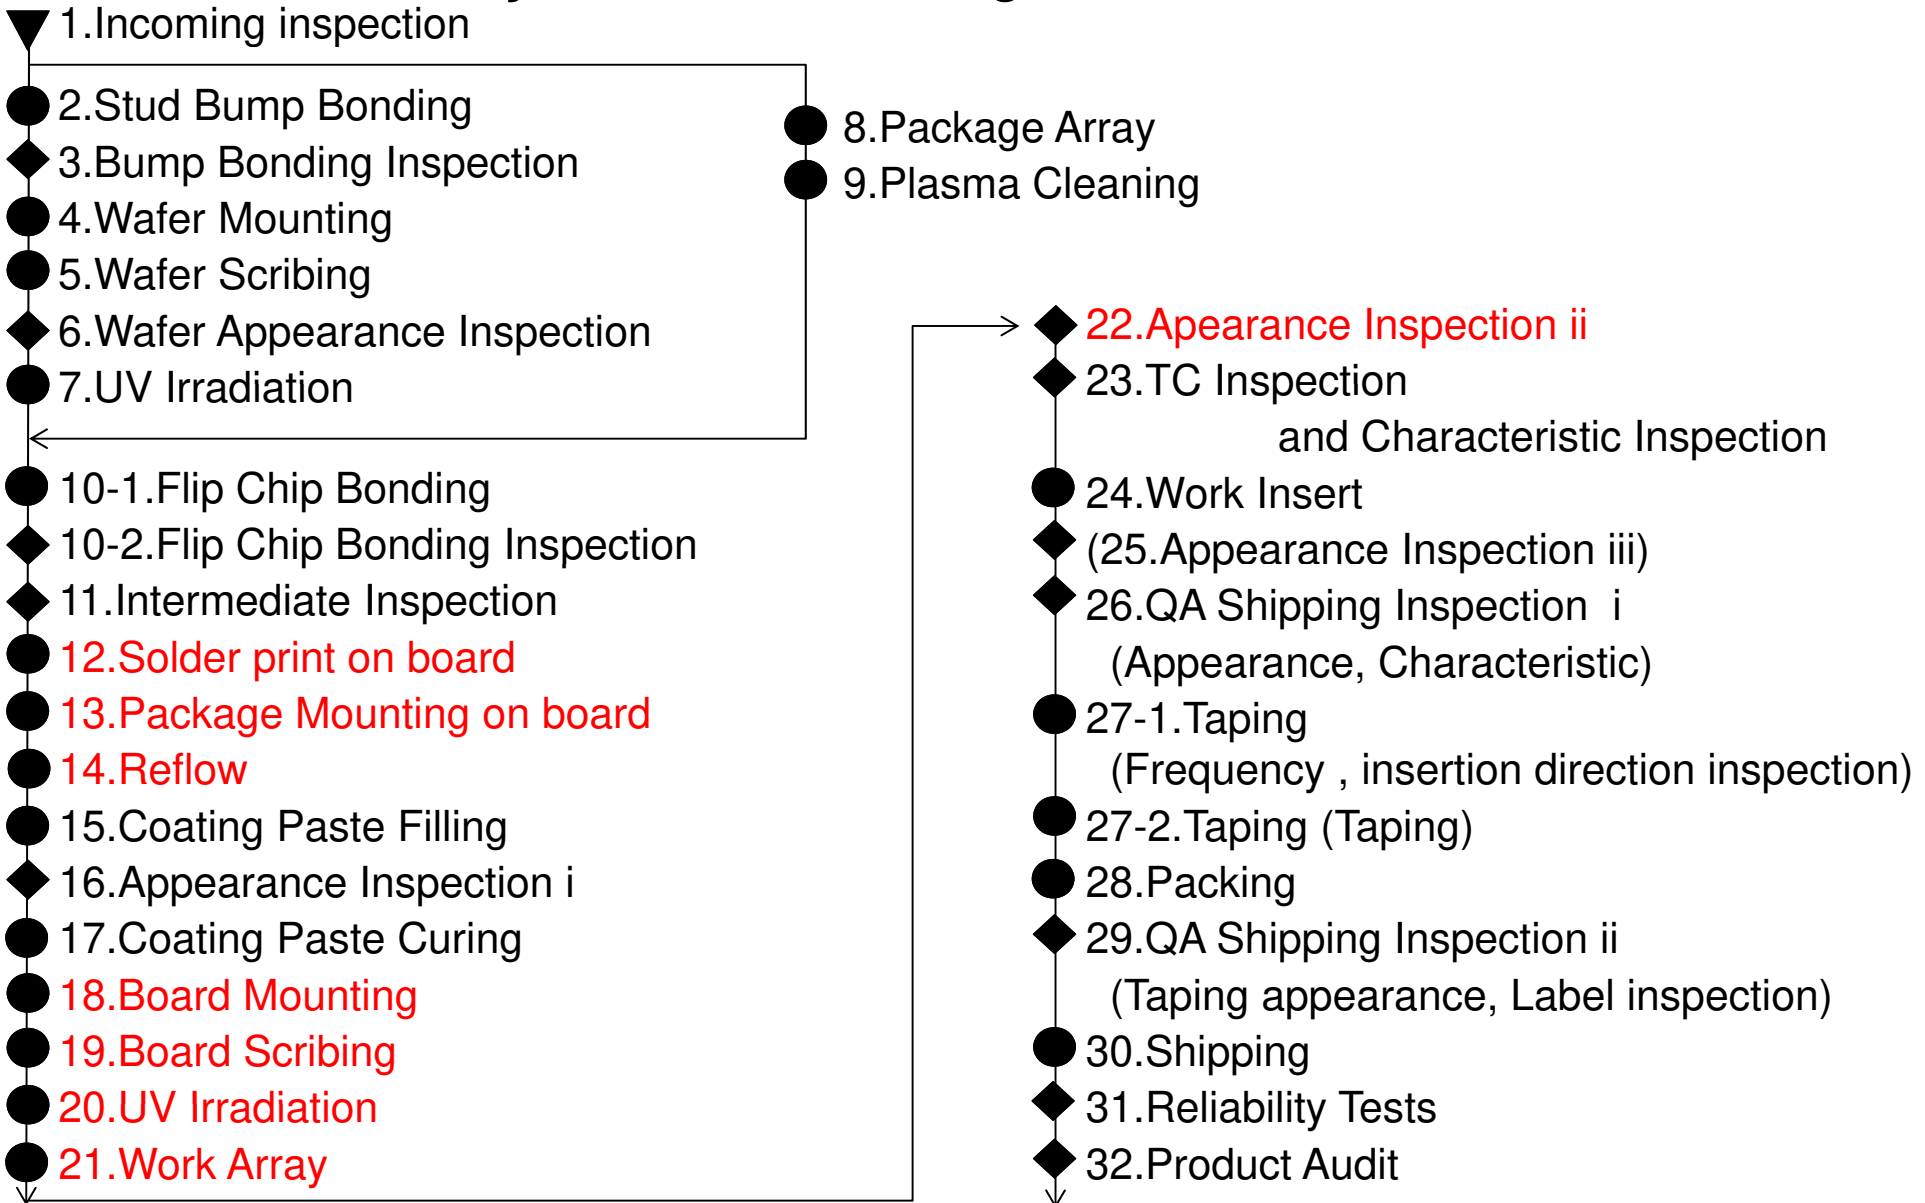 1.Incoming inspection
2.Stud Bump Bonding
3.Bump Bonding Inspection
4.Wafer Mounting
5.Wafer Scribing
6.Wafer Appearance Inspection
7.UV Irradiation
8.Package Array
9.Plasma Cleaning
10-1.Flip Chip Bonding
10-2.Flip Chip Bonding Inspection
11.Intermediate Inspection
12.Solder print on board
13.Package Mounting on board
14.Reflow
15.Coating Paste Filling
16.Appearance Inspection i
17.Coating Paste Curing
18.Board Mounting
19.Board Scribing
20.UV Irradiation
21.Work Array
22.Apearance Inspection ii
23.TC Inspection
and Characteristic Inspection
24.Work Insert
(25.Appearance Inspection iii)
26.QA Shipping Inspection i
(Appearance, Characteristic)
27-1.Taping
(Frequency , insertion direction inspection)
27-2.Taping (Taping)
28.Packing
29.QA Shipping Inspection ii
(Taping appearance, Label inspection)
30.Shipping
31.Reliability Tests
32.Product Audit